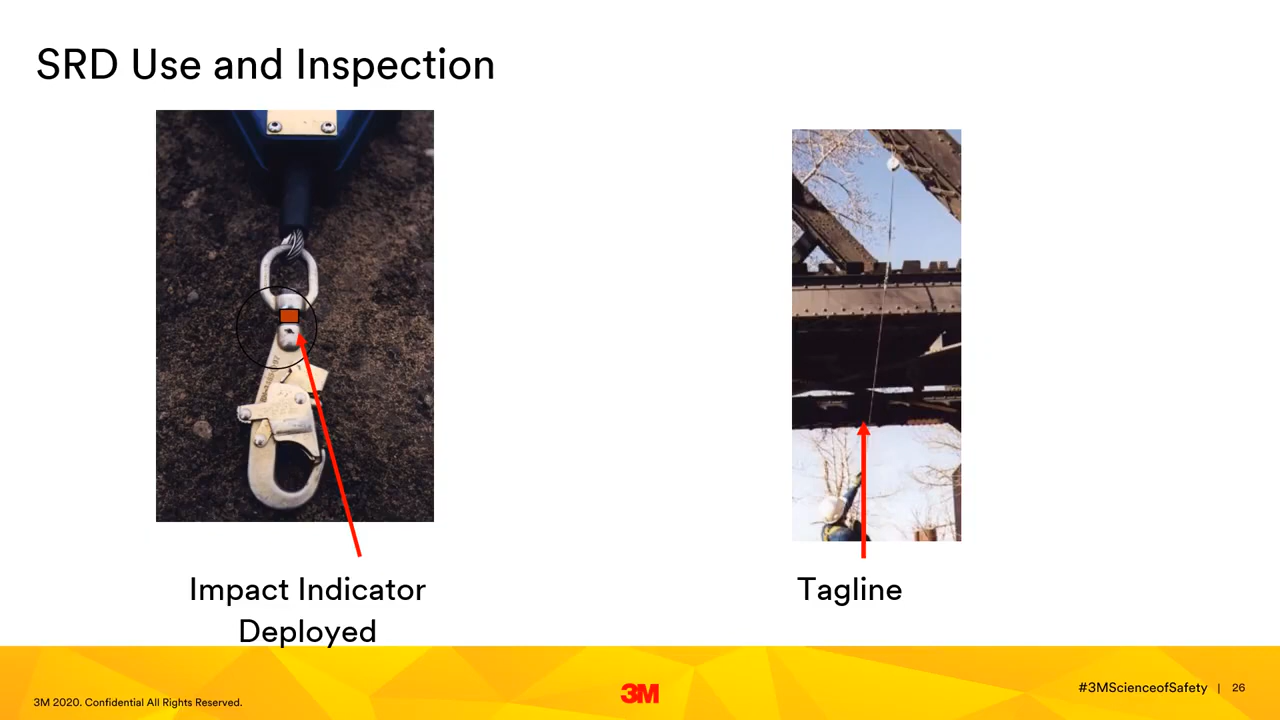 SRD Use and Inspection
Impact Indicator
Deployed
Tagline
3M 2020. Confidential All Rights Reserved.
3M
#3MScienceofSafety | 26